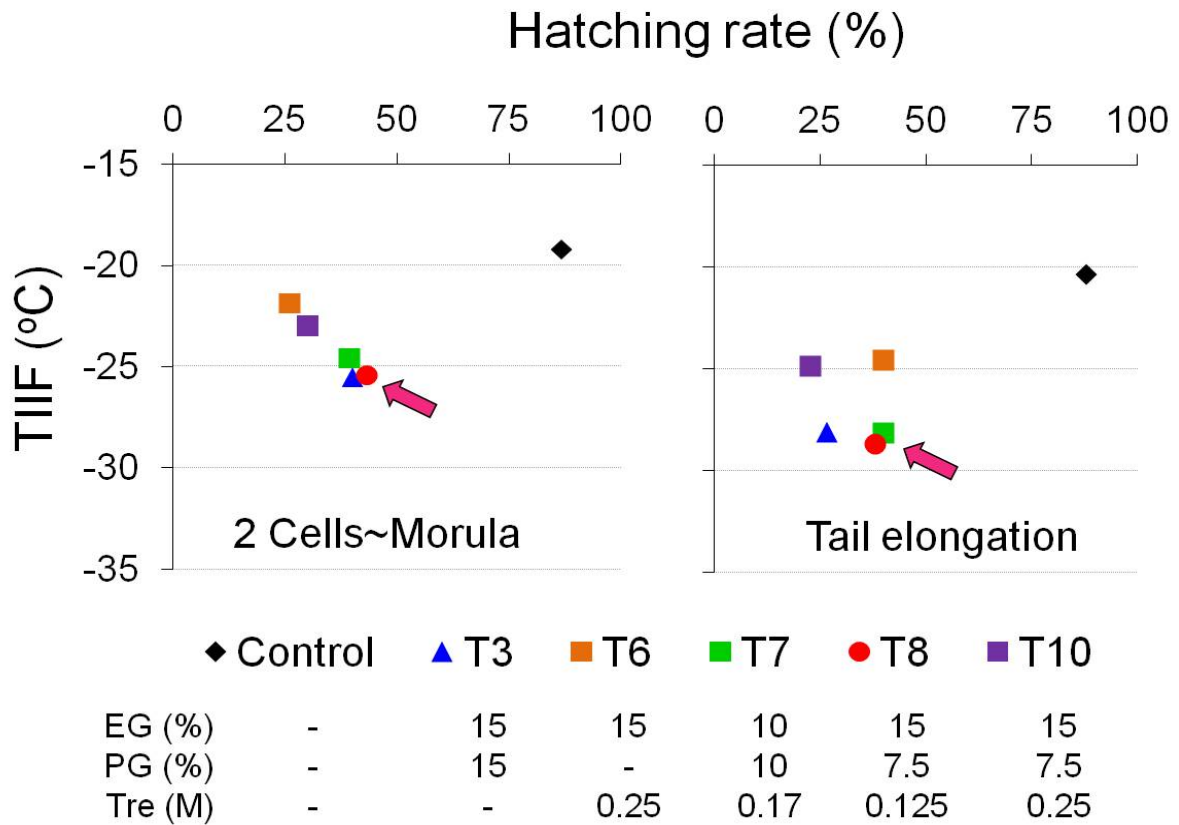 Hatching rate (%)
0 25 50 75 100 0 25 50 75 100
-15
-20
-25
-30
-35
TIIF (ºC)
2 Cells~Morula Tail elongation
Control T3 T6 T7 T8 T10
EG (%) - 15 15 10 15 15
PG (%) - 15 - 10 7.5 7.5
Tre (M) - - 0.25 0.17 0.125 0.25